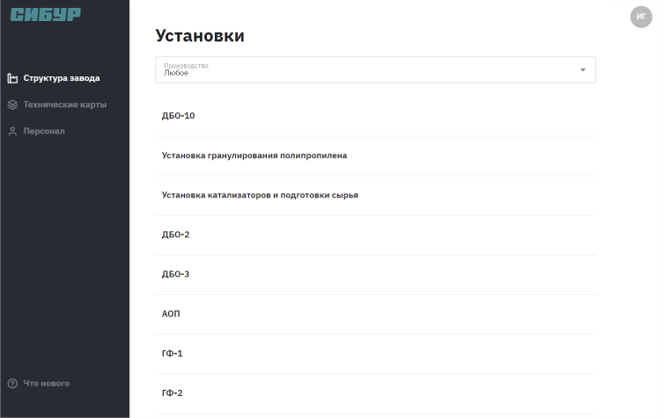 СИБУР
ИГ
Установки
Производство
Любое
Структура завода
Технические карты
Персонал
ДБО-10
Установка гранулирования полипропилена
Установка катализаторов и подготовки сырья
ДБО-2
ДБО-3
АОП
ГФ-1
ГФ-2
Что нового